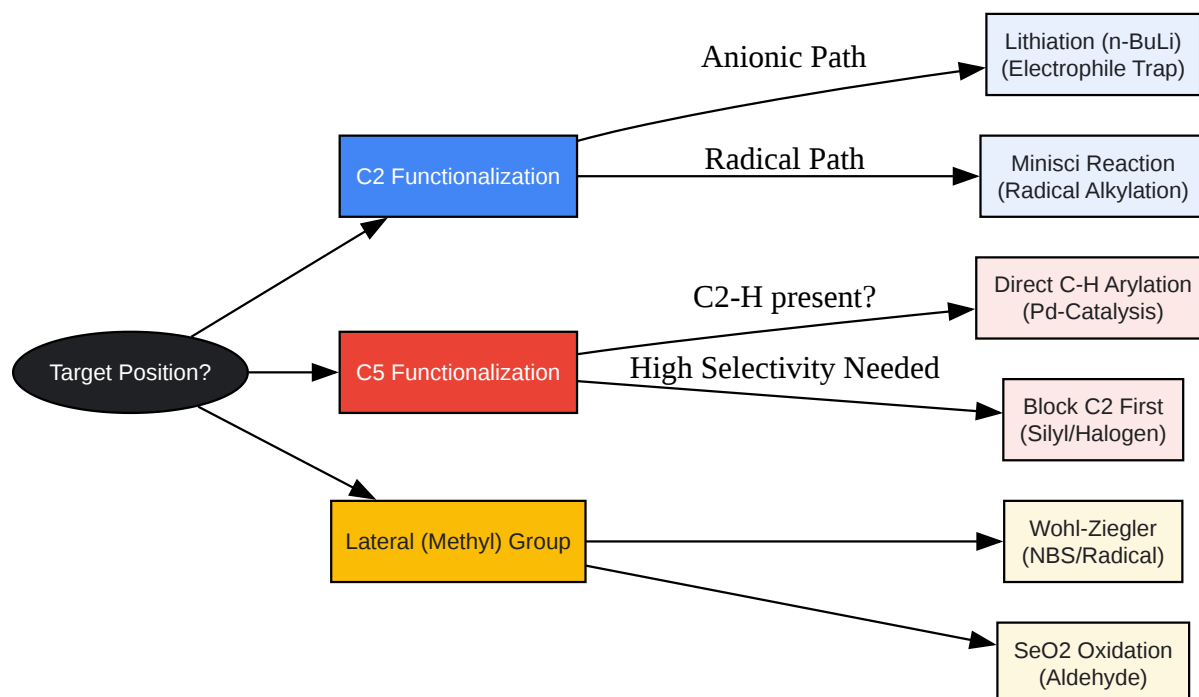 Target Position?
C2 Functionalization
Anionic Path
Lithiation (n-BuLi)
(Electrophile Trap)
Radical Path
Minisci Reaction
(Radical Alkylation)
C5 Functionalization
C2-H present?
Direct C-H Arylation
(Pd-Catalysis)
High Selectivity Needed
Block C2 First
(Silyl/Halogen)
Lateral (Methyl) Group
Wohl-Ziegler
(NBS/Radical)
SeO2 Oxidation
(Aldehyde)